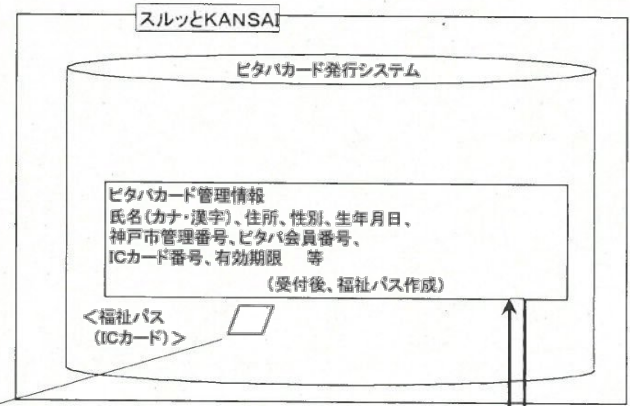 スルッとKANSAI
ピタパカード発行システム
ピタパカード管理情報
氏名(カナ・漢字)、住所、性別、生年月日、
神戸市管理番号、ピタパ会員番号、
ICカード番号、有効期限　等
(受付後、福祉パス作成)
＜福祉パス
(ICカード)＞